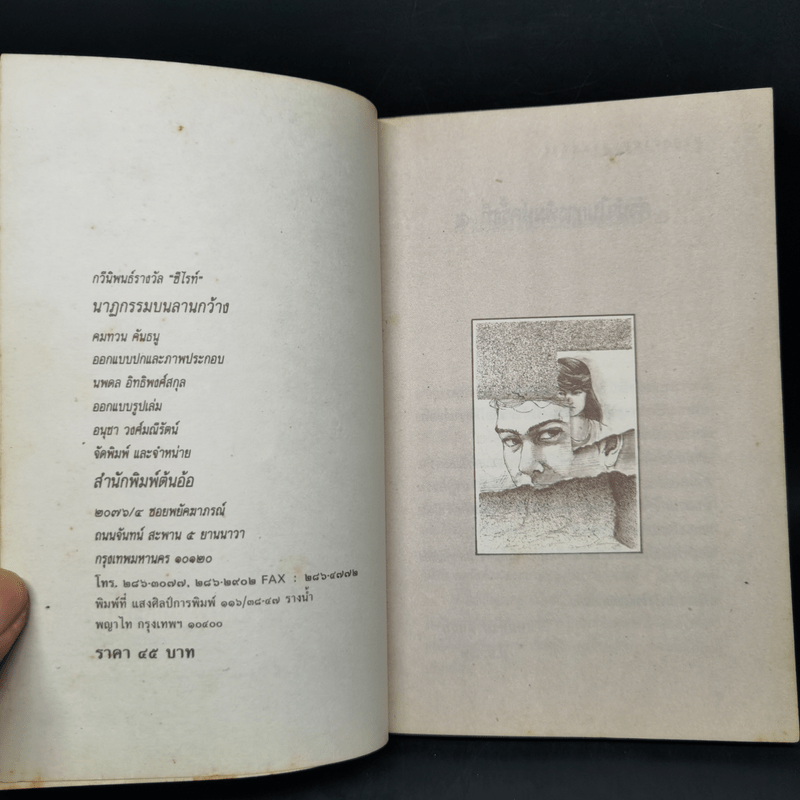 กวีนิพนธ์รางวัล "ซีไรท์"
นาฏกรรมบนลานกว้าง
คมทวน คันธนู
ออกแบบปกและภาพประกอบ
นพดล อิทธิพงศ์สกุล
ออกแบบรูปเล่ม
อนุชา วงศ์มณีรัตน์
จัดพิมพ์ และจำหน่าย
สำนักพิมพ์ต้นอ้อ
๒๐๗๖/๔ ซอยพยัคฆาภรณ์
ถนนจันทน์ สะพาน ๕ ยานนาวา
กรุงเทพมหานคร ๑๐๑๒๐
โทร. ๒๘๖-๓๐๗๗, ๒๘๖-๒๙๐๒ FAX : ๒๘๖-๔๗๗๒
พิมพ์ที่ แสงศิลป์การพิมพ์ ๑๑๖/๓๘-๔๗ รางน้ำ
พญาไท กรุงเทพฯ ๑๐๔๐๐
ราคา ๔๕ บาท